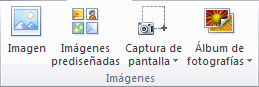 Imagen
Imágenes
prediseñadas
Captura de
pantalla
Álbum de
fotografías
Imágenes